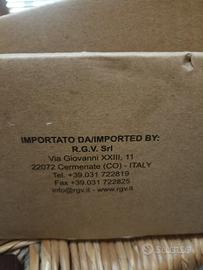 IMPORTATO DA/IMPORTED BY:
R.G.V. Srl
Via Giovanni XXIII, 11
22072 Cermenate (CO) - ITALY
Tel. +39.031 722819
Fax +39.031 722825
info@rgv.it - www.rgv.it